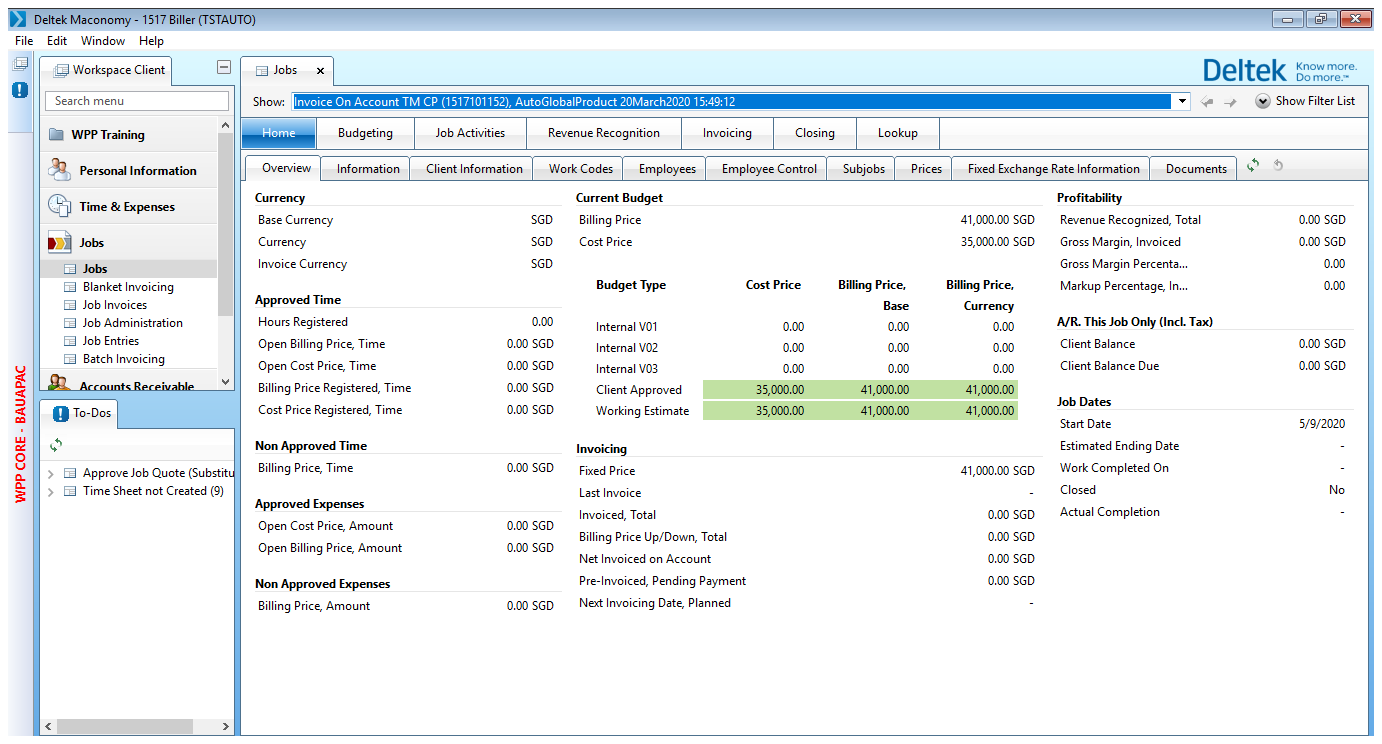 Deltek Maconomy - 1517 Biller (TSTAUTO)
File Edit Window Help
WPP CORE - BAUAPAC
Workspace Client
Search menu
WPP Training
Personal Information
Time & Expenses
Jobs
Jobs
Blanket Invoicing
Job Invoices
Job Administration
Job Entries
Batch Invoicing
Accounts Receivable
To-Dos
Approve Job Quote (Substitu
Time Sheet not Created (9)
Jobs
Deltek Know more. Do more.™
Show: Invoice On Account TM CP (1517101152), AutoGlobalProduct 20March2020 15:49:12 Show Filter List
Home Budgeting Job Activities Revenue Recognition Invoicing Closing Lookup
Overview Information Client Information Work Codes Employees Employee Control Subjobs Prices Fixed Exchange Rate Information Documents
Currency
Base Currency SGD
Currency SGD
Invoice Currency SGD
Approved Time
Hours Registered 0.00
Open Billing Price, Time 0.00 SGD
Open Cost Price, Time 0.00 SGD
Billing Price Registered, Time 0.00 SGD
Cost Price Registered, Time 0.00 SGD
Non Approved Time
Billing Price, Time 0.00 SGD
Approved Expenses
Open Cost Price, Amount 0.00 SGD
Open Billing Price, Amount 0.00 SGD
Non Approved Expenses
Billing Price, Amount 0.00 SGD
Current Budget
Billing Price 41,000.00 SGD
Cost Price 35,000.00 SGD
Budget Type Cost Price Billing Price, Billing Price,
Base Currency
Internal V01 0.00 0.00 0.00
Internal V02 0.00 0.00 0.00
Internal V03 0.00 0.00 0.00
Client Approved 35,000.00 41,000.00 41,000.00
Working Estimate 35,000.00 41,000.00 41,000.00
Invoicing
Fixed Price 41,000.00 SGD
Last Invoice -
Invoiced, Total 0.00 SGD
Billing Price Up/Down, Total 0.00 SGD
Net Invoiced on Account 0.00 SGD
Pre-Invoiced, Pending Payment 0.00 SGD
Next Invoicing Date, Planned -
Profitability
Revenue Recognized, Total 0.00 SGD
Gross Margin, Invoiced 0.00 SGD
Gross Margin Percenta... 0.00
Markup Percentage, In... 0.00
A/R. This Job Only (Incl. Tax)
Client Balance 0.00 SGD
Client Balance Due 0.00 SGD
Job Dates
Start Date 5/9/2020
Estimated Ending Date -
Work Completed On -
Closed No
Actual Completion -